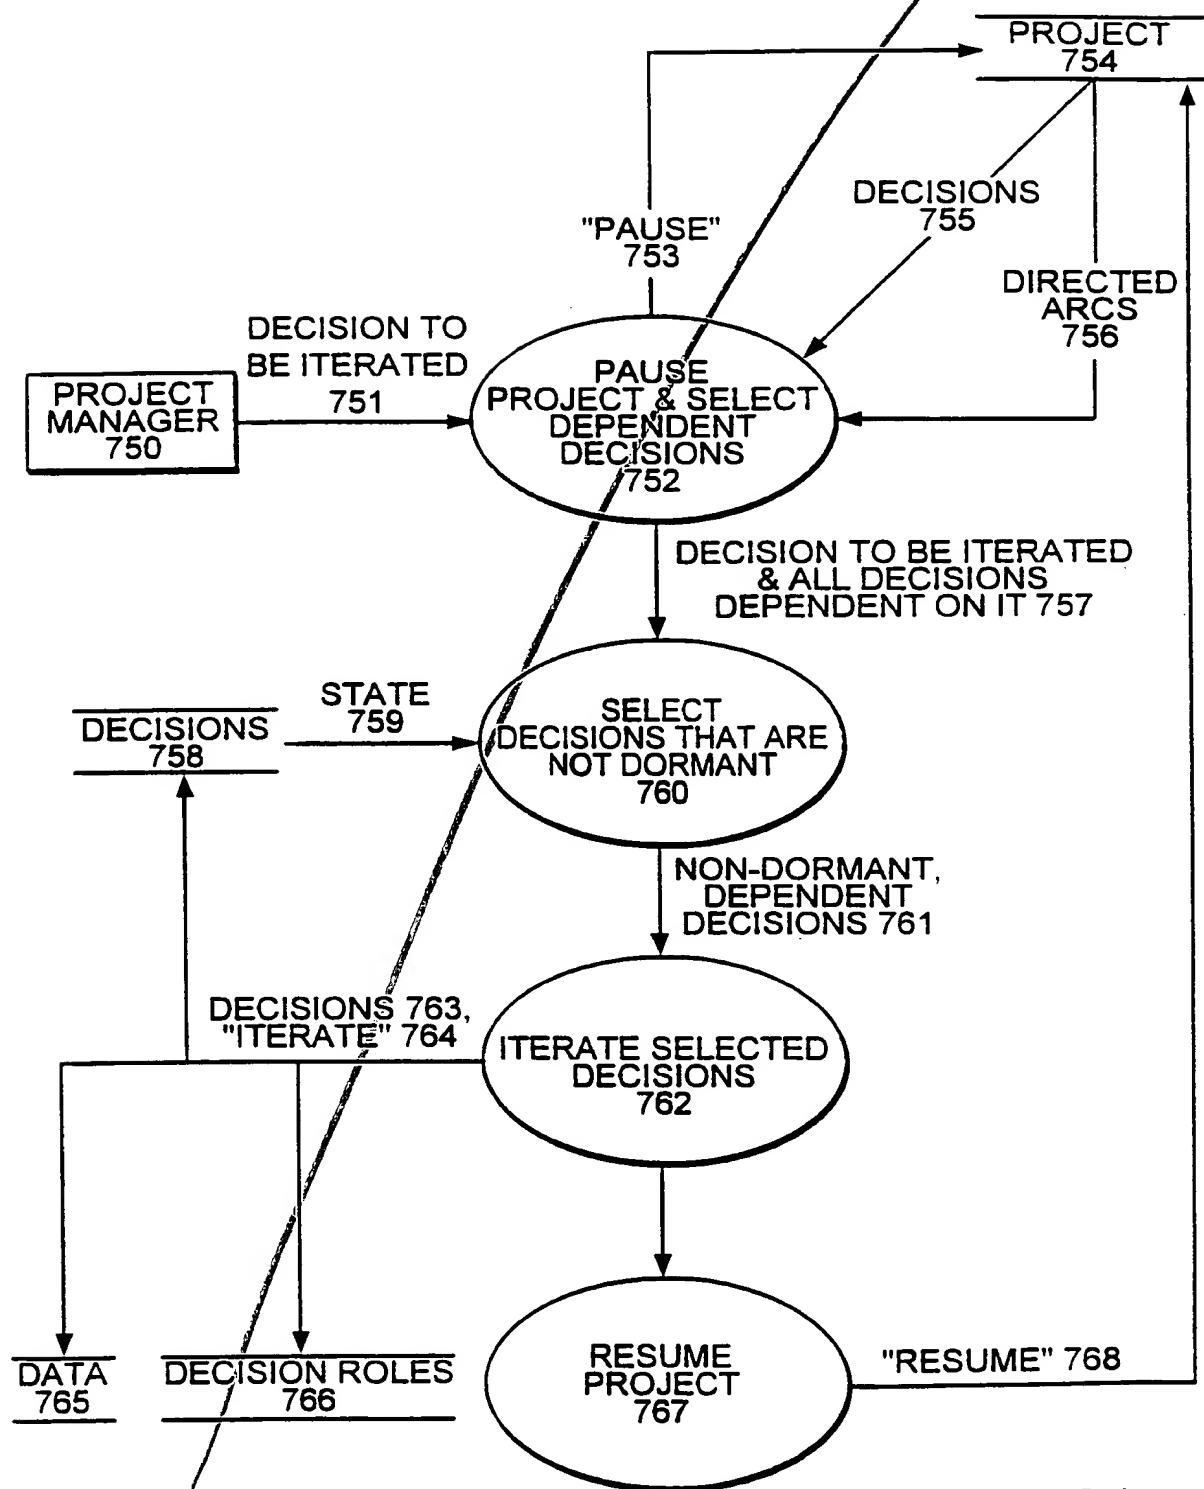 PROJECT
754
DECISIONS
755
"PAUSE"
753
DIRECTED
ARCS
756
DECISION TO
BE ITERATED
751
PROJECT
MANAGER
750
PAUSE
PROJECT & SELECT
DEPENDENT
DECISIONS
752
DECISION TO BE ITERATED
& ALL DECISIONS
DEPENDENT ON IT 757
STATE
759
DECISIONS
758
SELECT
DECISIONS THAT ARE
NOT DORMANT
760
NON-DORMANT,
DEPENDENT
DECISIONS 761
DECISIONS 763,
"ITERATE" 764
ITERATE SELECTED
DECISIONS
762
DATA
765
DECISION ROLES
766
RESUME
PROJECT
767
"RESUME" 768